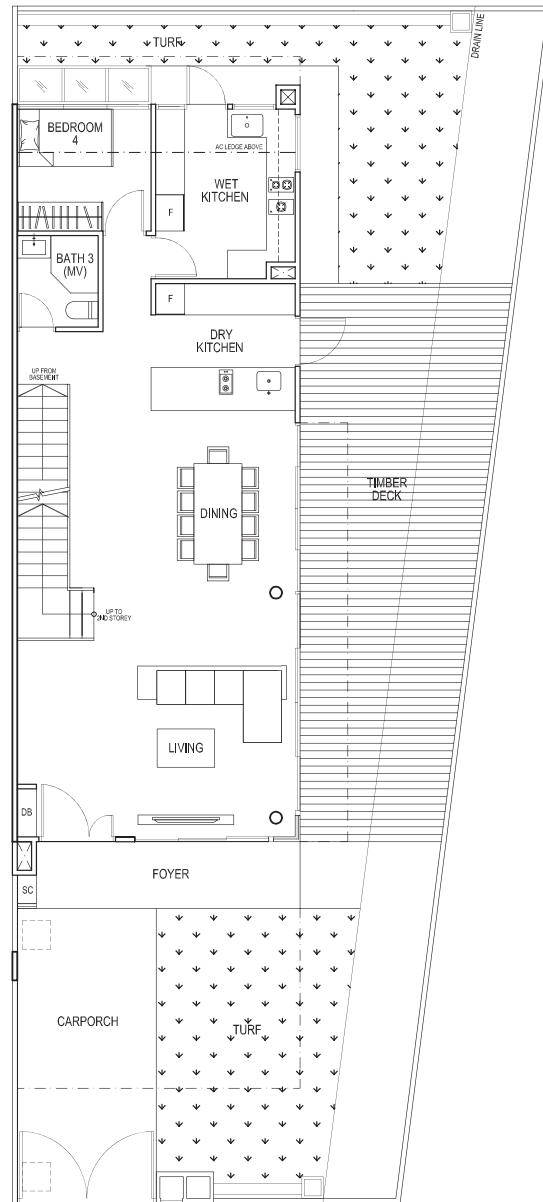 TURF
DRAIN LINE
BEDROOM
4
AC LEDGE ABOVE
WET
KITCHEN
F
BATH 3
(MV)
F
DRY
KITCHEN
UP FROM
BASEMENT
TIMBER
DECK
DINING
UP TO
2ND STOREY
LIVING
DB
FOYER
SC
CARPORCH
TURF